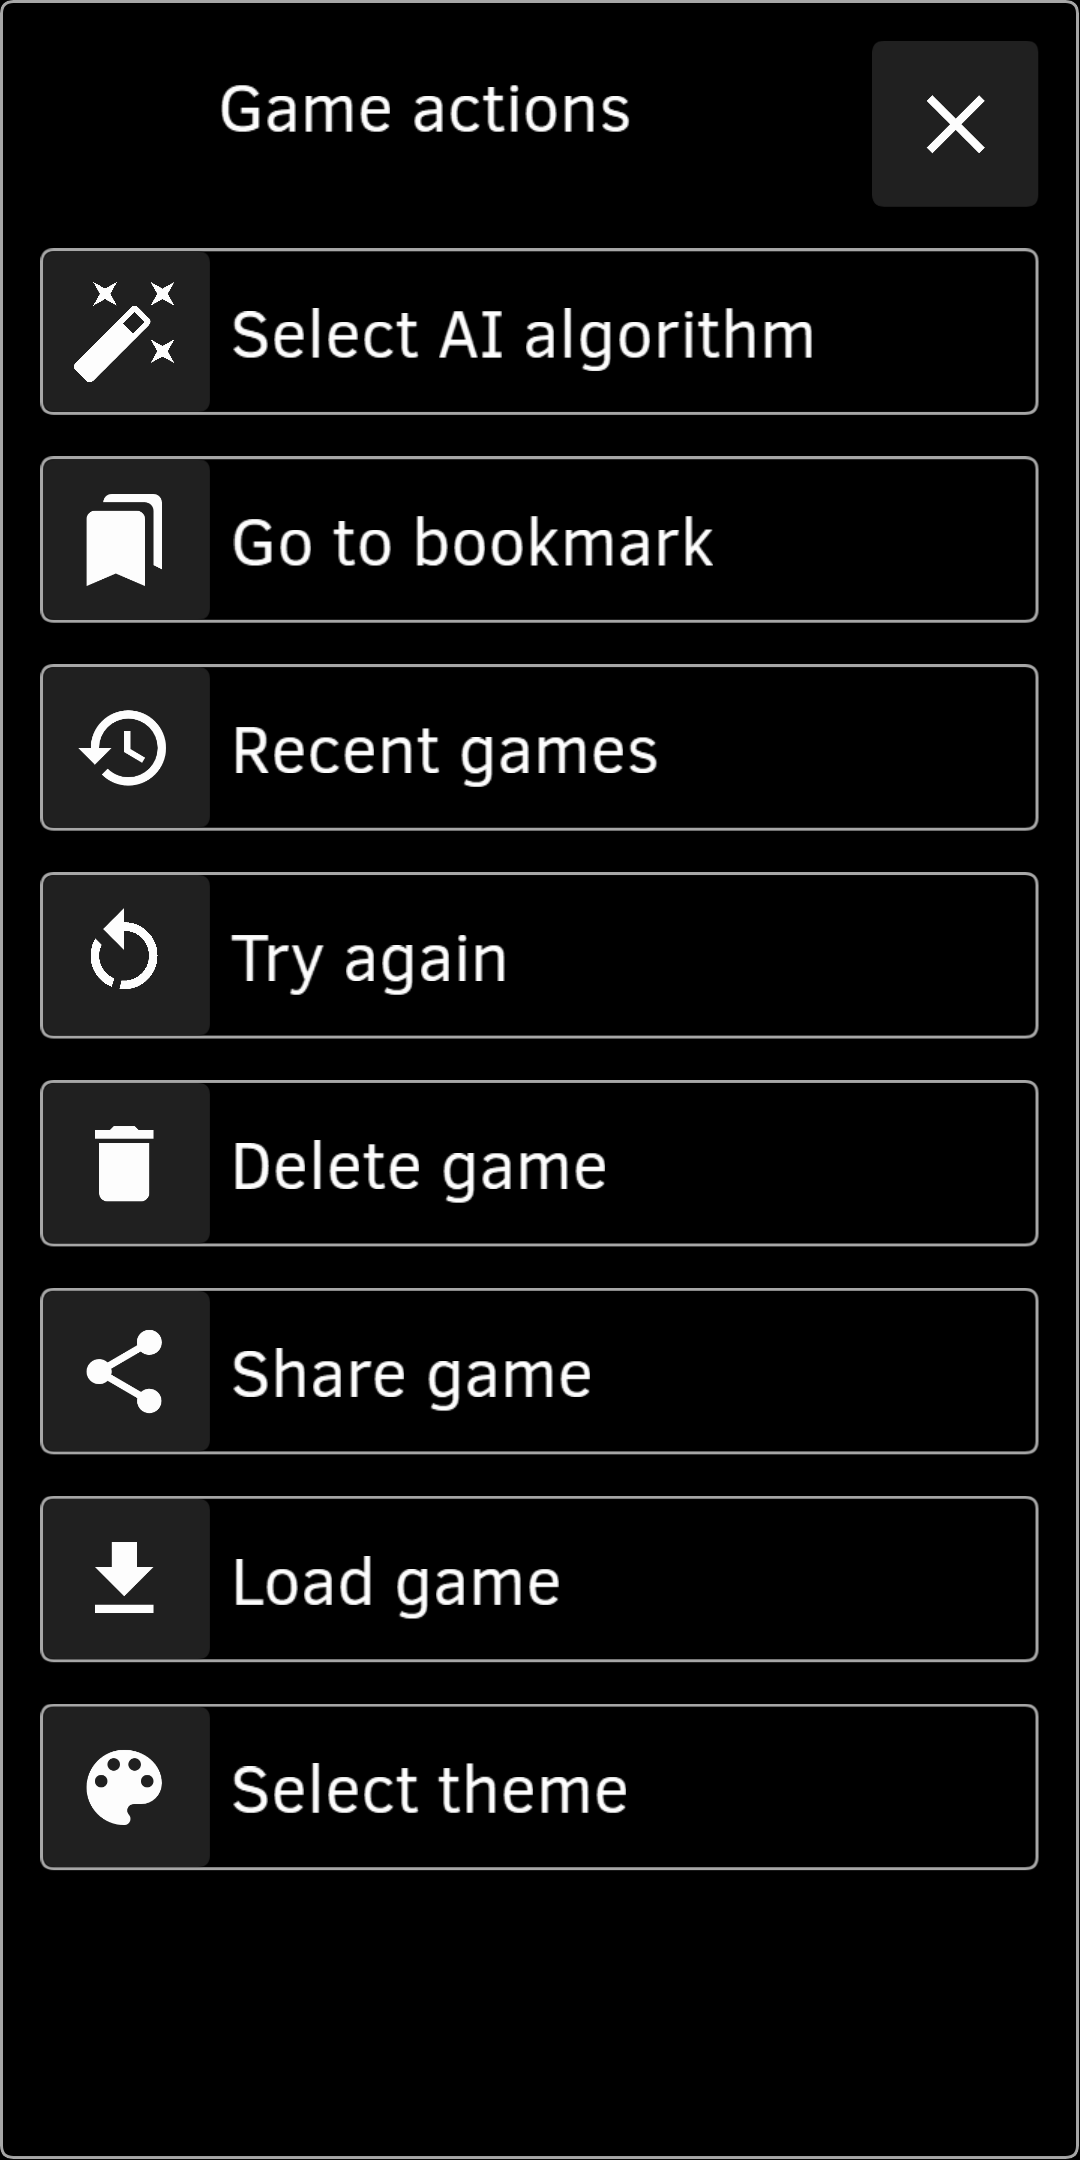 Game actions
Select AI algorithm
Go to bookmark
Recent games
Try again
Delete game
Share game
Load game
Select theme